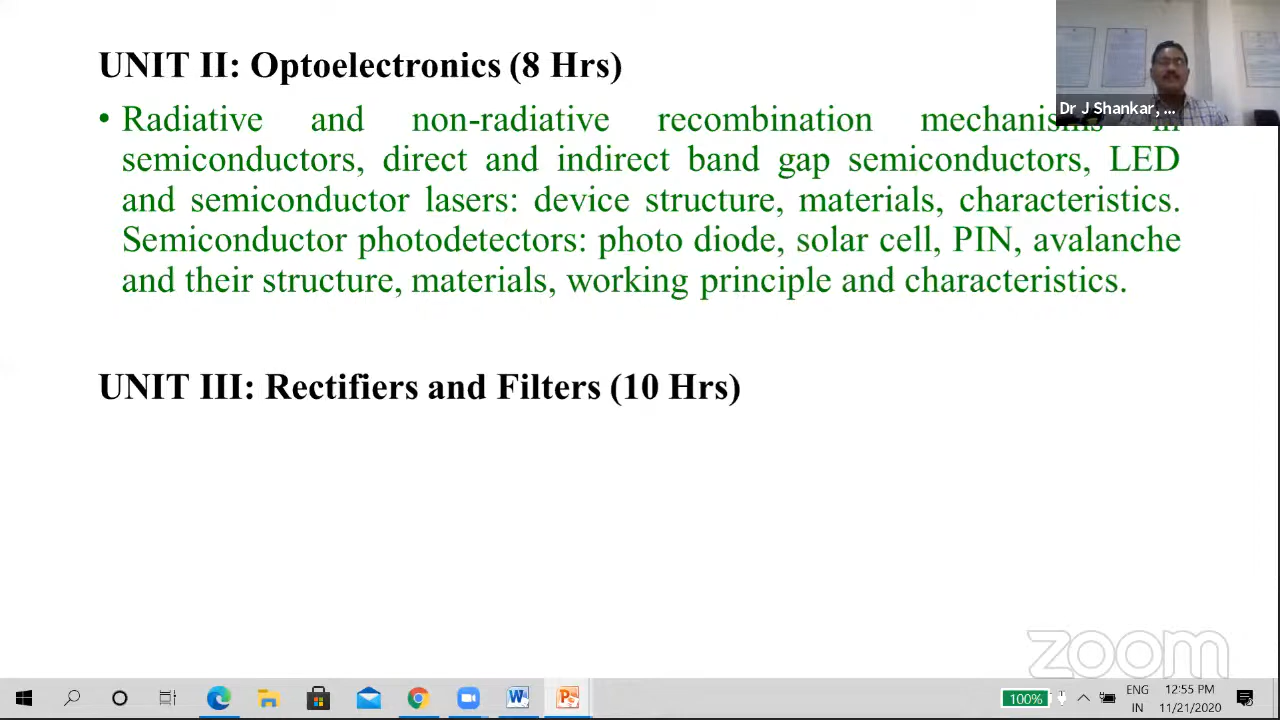 UNIT II: Optoelectronics (8 Hrs)
Dr J Shankar, ...
• Radiative and non-radiative recombination mechanisms in
semiconductors, direct and indirect band gap semiconductors, LED
and semiconductor lasers: device structure, materials, characteristics.
Semiconductor photodetectors: photo diode, solar cell, PIN, avalanche
and their structure, materials, working principle and characteristics.
UNIT III: Rectifiers and Filters (10 Hrs)
zoom
100%
ENG
IN
12:55 PM
11/21/2020